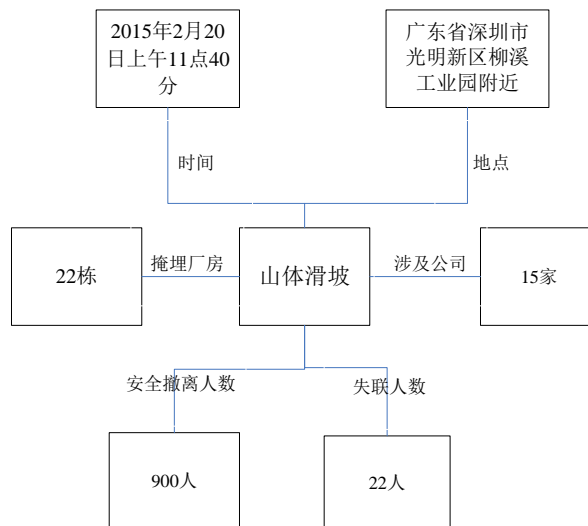 2015年2月20
日上午11点40
分
广东省深圳市
光明新区柳溪
工业园附近
时间
地点
22栋
掩埋厂房
山体滑坡
涉及公司
15家
安全撤离人数
失联人数
900人
22人